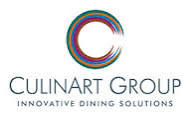 CULINART GROUP
INNOVATIVE DINING SOLUTIONS